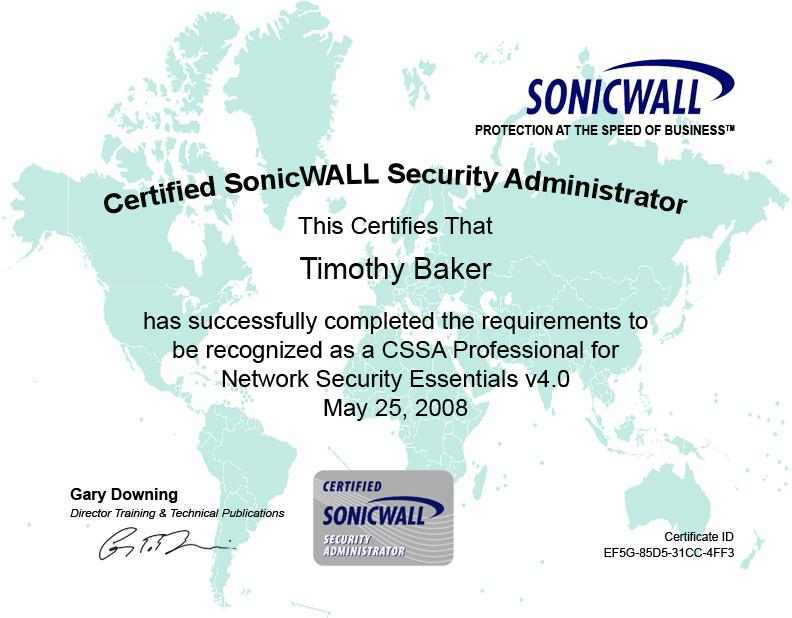 SONICWALL
PROTECTION AT THE SPEED OF BUSINESS™
Certified SonicWALL Security Administrator
This Certifies That
Timothy Baker
has successfully completed the requirements to
be recognized as a CSSA Professional for
Network Security Essentials v4.0
May 25, 2008
Gary Downing
Director Training & Technical Publications
CERTIFIED
SONICWALL
SECURITY
ADMINISTRATOR
Certificate ID
EF5G-85D5-31CC-4FF3